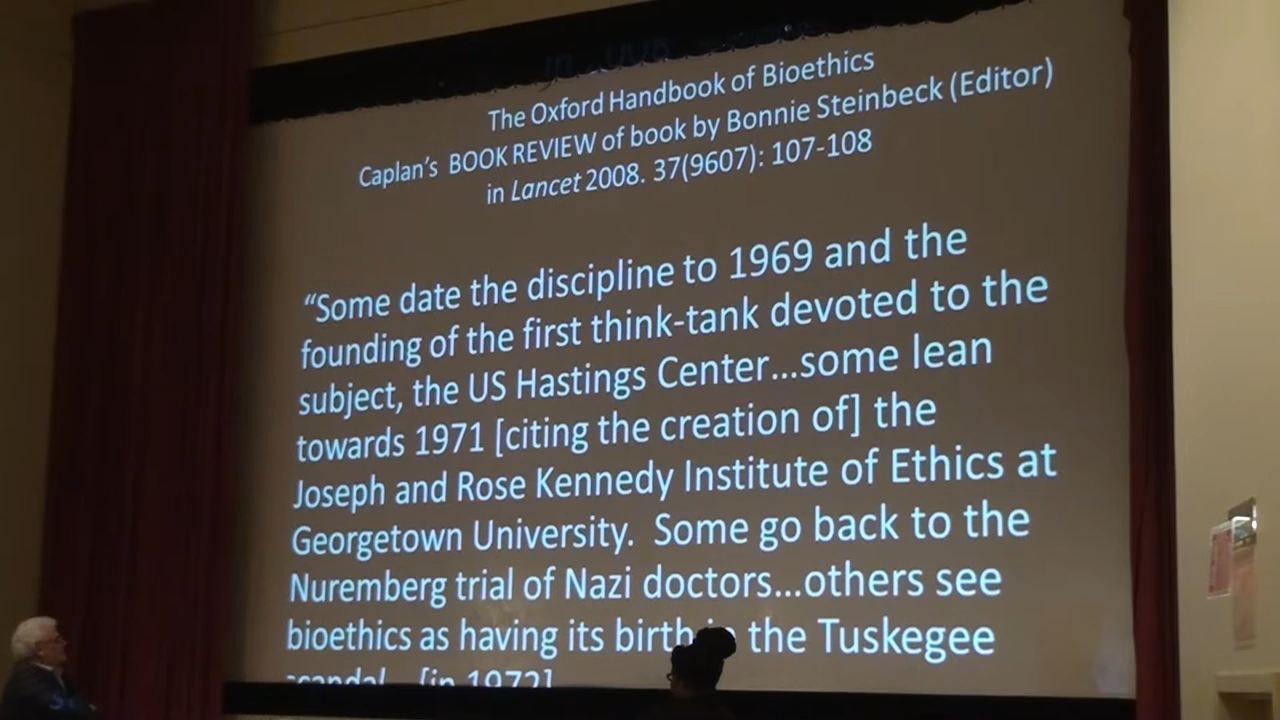 The Oxford Handbook of Bioethics
Caplan’s BOOK REVIEW of book by Bonnie Steinbeck (Editor)
in Lancet 2008. 37(9607): 107-108
“Some date the discipline to 1969 and the
founding of the first think-tank devoted to the
subject, the US Hastings Center...some lean
towards 1971 [citing the creation of] the
Joseph and Rose Kennedy Institute of Ethics at
Georgetown University. Some go back to the
Nuremberg trial of Nazi doctors...others see
bioethics as having its birth in the Tuskegee
scandal...[in 1972]